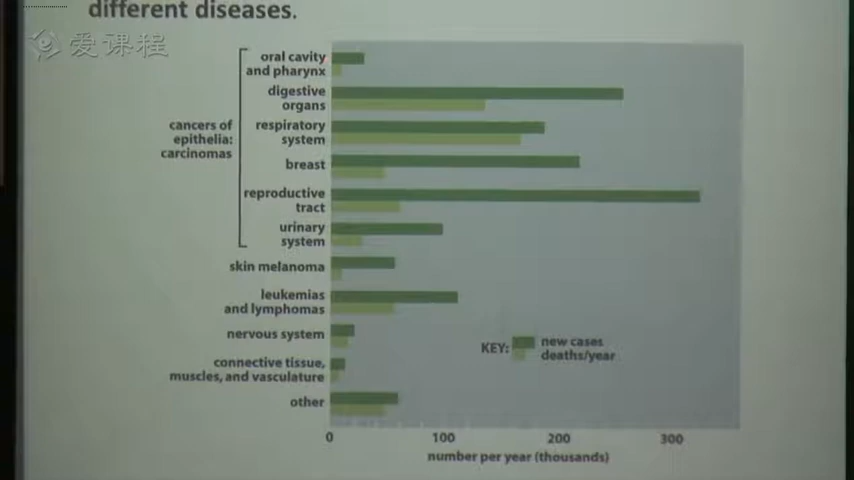 different diseases.
爱课程
oral cavity
and pharynx
digestive
organs
cancers of
epithelia:
carcinomas
respiratory
system
breast
reproductive
tract
urinary
system
skin melanoma
leukemias
and lymphomas
nervous system
KEY:
new cases
deaths/year
connective tissue,
muscles, and vasculature
other
0 100 200 300
number per year (thousands)